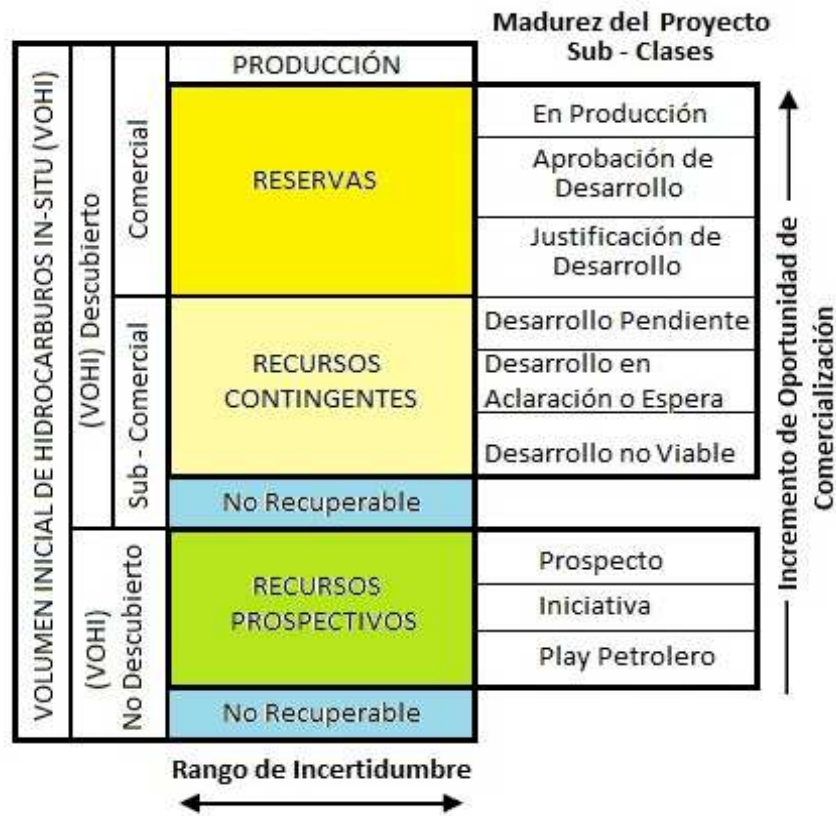 Madurez del Proyecto
Sub - Clases
VOLUMEN INICIAL DE HIDROCARBUROS IN-SITU (VOHI)
(VOHI) Descubierto
Comercial
PRODUCCIÓN
RESERVAS
En Producción
Aprobación de
Desarrollo
Justificación de
Desarrollo
Sub - Comercial
RECURSOS
CONTINGENTES
Desarrollo Pendiente
Desarrollo en
Aclaración o Espera
Desarrollo no Viable
No Recuperable
(VOHI)
No Descubierto
RECURSOS
PROSPECTIVOS
Prospecto
Iniciativa
Play Petrolero
No Recuperable
Incremento de Oportunidad de
Comercialización
Rango de Incertidumbre